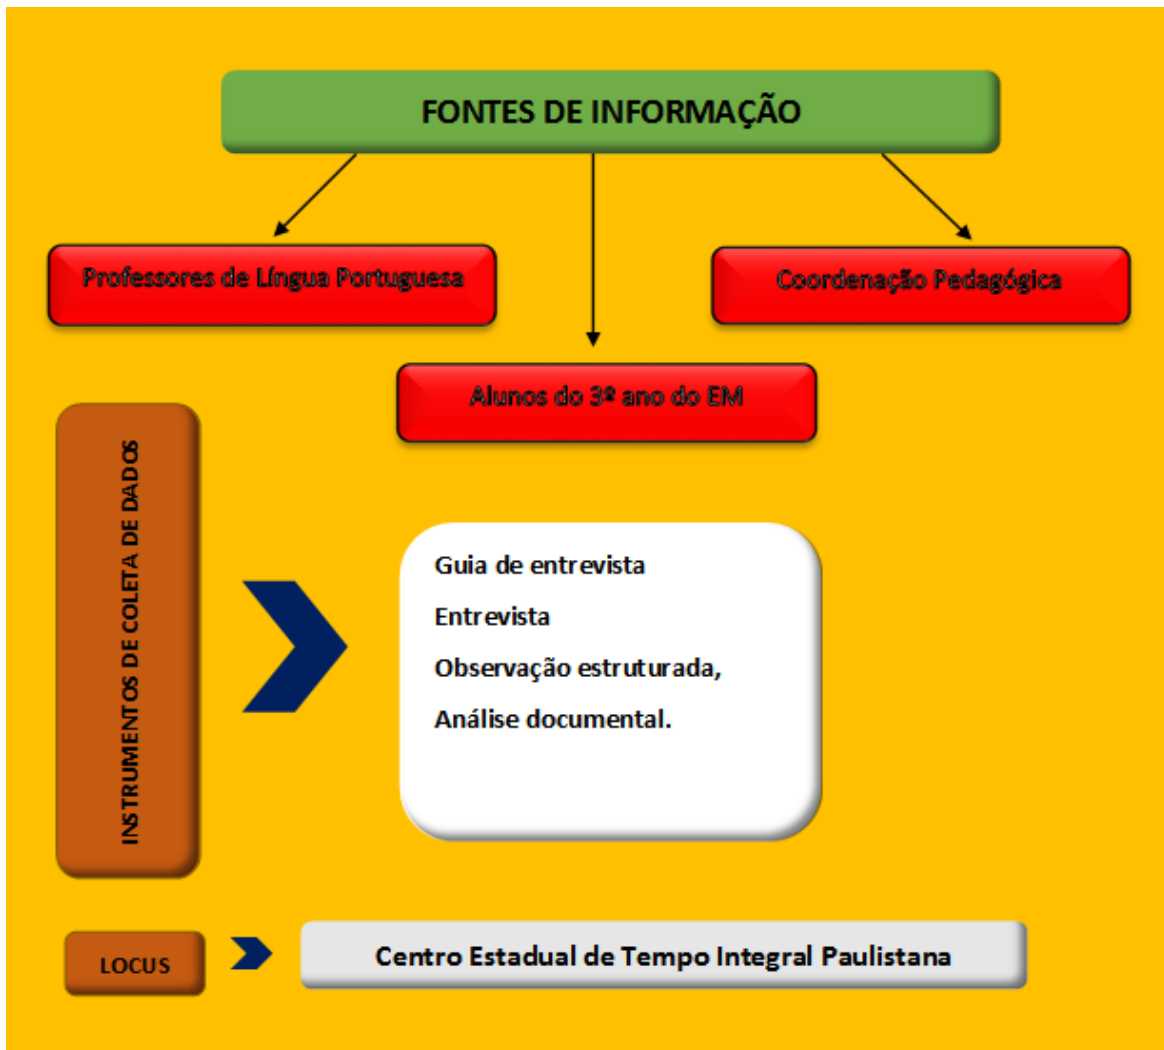 FONTES DE INFORMAÇÃO
Professores de Língua Portuguesa
Coordenação Pedagógica
Alunos do 3º ano do EM
INSTRUMENTOS DE COLETA DE DADOS
Guia de entrevista
Entrevista
Observação estruturada,
Análise documental.
LOCUS
Centro Estadual de Tempo Integral Paulistana